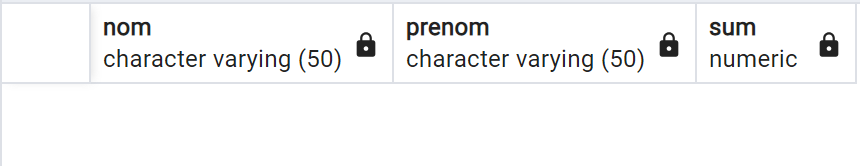 nom
character varying (50)
prenom
character varying (50)
sum
numeric